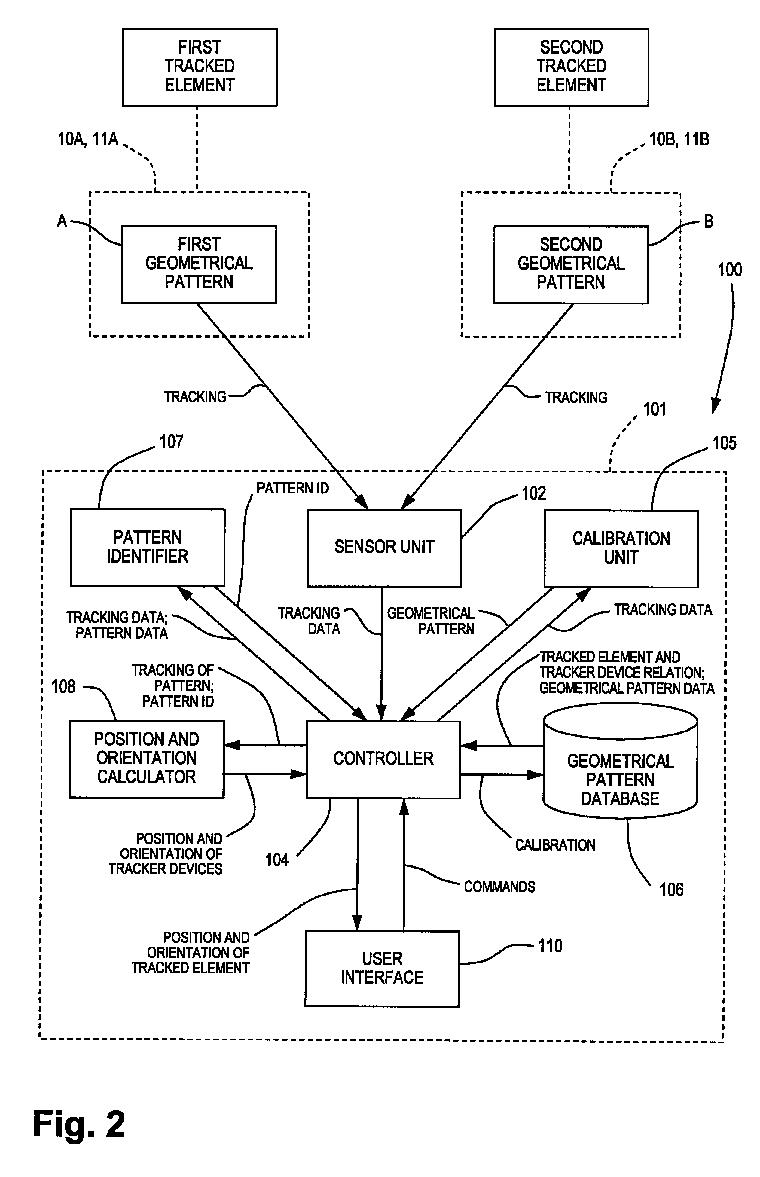 FIRST
TRACKED
ELEMENT
SECOND
TRACKED
ELEMENT
10A, 11A
10B, 11B
A
FIRST
GEOMETRICAL
PATTERN
SECOND
GEOMETRICAL
PATTERN
B
100
TRACKING
TRACKING
101
107
105
PATTERN ID
102
PATTERN
IDENTIFIER
SENSOR UNIT
CALIBRATION
UNIT
TRACKING DATA;
PATTERN DATA
TRACKING
DATA
GEOMETRICAL
PATTERN
TRACKING DATA
TRACKING OF
PATTERN;
PATTERN ID
TRACKED ELEMENT AND
TRACKER DEVICE RELATION;
GEOMETRICAL PATTERN DATA
108
POSITION AND
ORIENTATION
CALCULATOR
CONTROLLER
GEOMETRICAL
PATTERN
DATABASE
POSITION AND
ORIENTATION OF
TRACKER DEVICES
104
CALIBRATION
106
COMMANDS
POSITION AND
ORIENTATION OF
TRACKED ELEMENT
USER
INTERFACE
110
Fig. 2